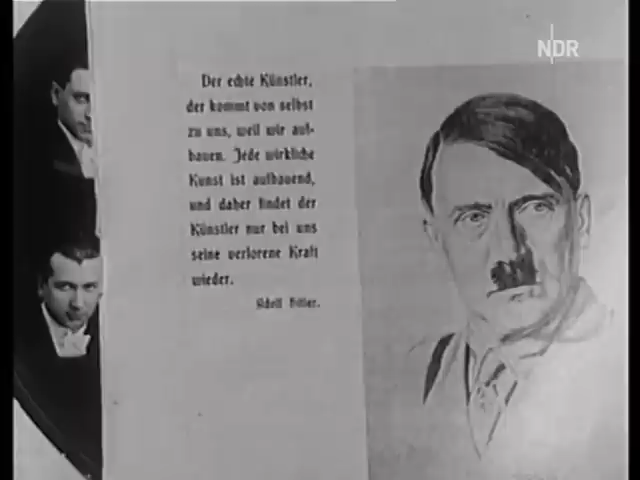 NDR
Der echte Künstler,
der kommt von selbst
zu uns, weil wir auf-
bauen. Jede wirkliche
Kunst ist aufbauend,
und daher findet der
Künstler nur bei uns
seine verlorene Kraft
wieder.
Adolf Hitler.